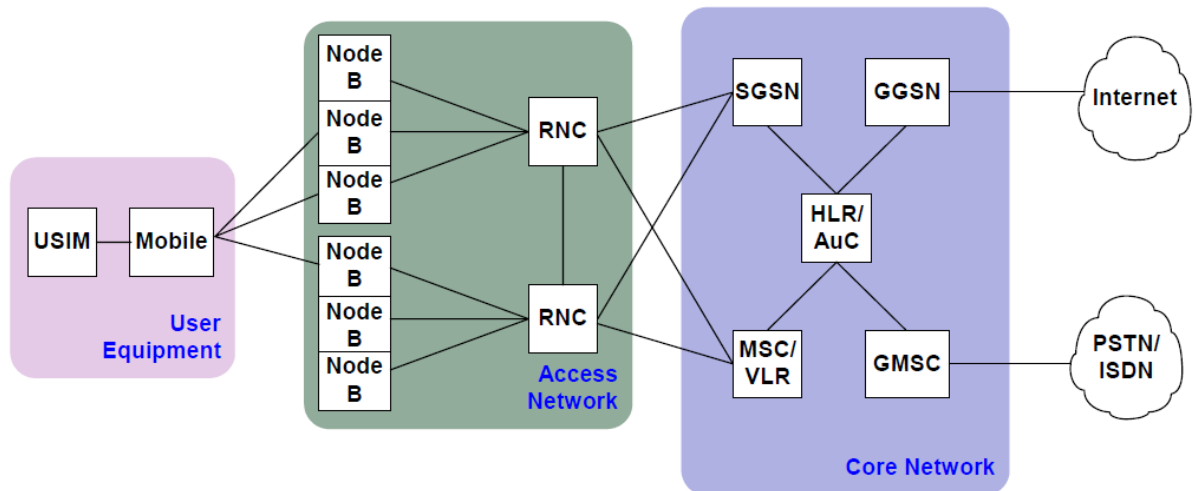 USIM
Mobile
User
Equipment
Node
B
Node
B
Node
B
Node
B
Node
B
Node
B
RNC
RNC
Access
Network
SGSN
GGSN
HLR/
AuC
MSC/
VLR
GMSC
Core Network
Internet
PSTN/
ISDN